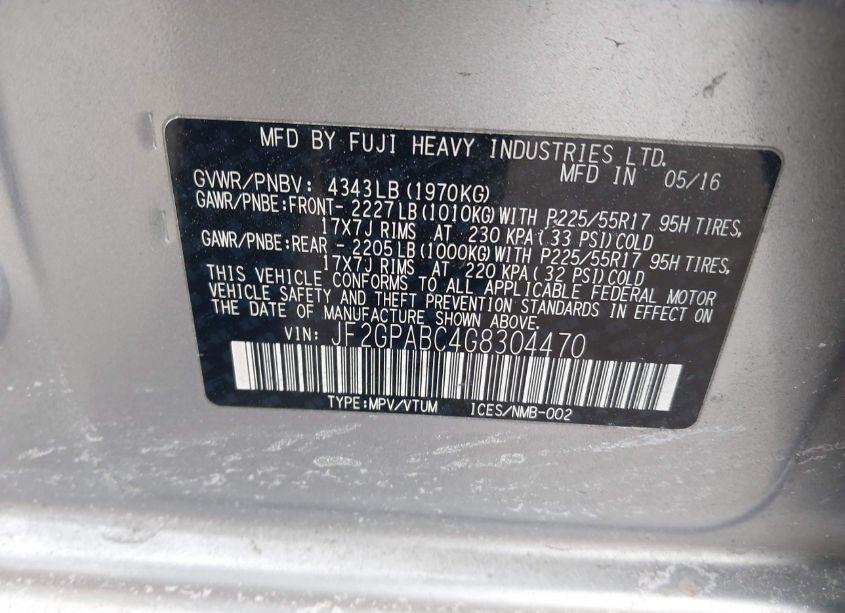 MFD BY FUJI HEAVY INDUSTRIES LTD.
MFD IN 05/16
GVWR/PNBV: 4343LB(1970KG)
GAWR/PNBE:FRONT- 2227LB(1010KG)WITH P225/55R17 95H TIRES,
17X7J RIMS AT 230 KPA(33 PSI)COLD
GAWR/PNBE:REAR - 2205LB(1000KG)WITH P225/55R17 95H TIRES,
17X7J RIMS AT 220 KPA(32 PSI)COLD
THIS VEHICLE CONFORMS TO ALL APPLICABLE FEDERAL MOTOR
VEHICLE SAFETY AND THEFT PREVENTION STANDARDS IN EFFECT ON
THE DATE OF MANUFACTURE SHOWN ABOVE.
VIN: JF2GPABC4G8304470
TYPE:MPV/VTUM ICES/NMB-002